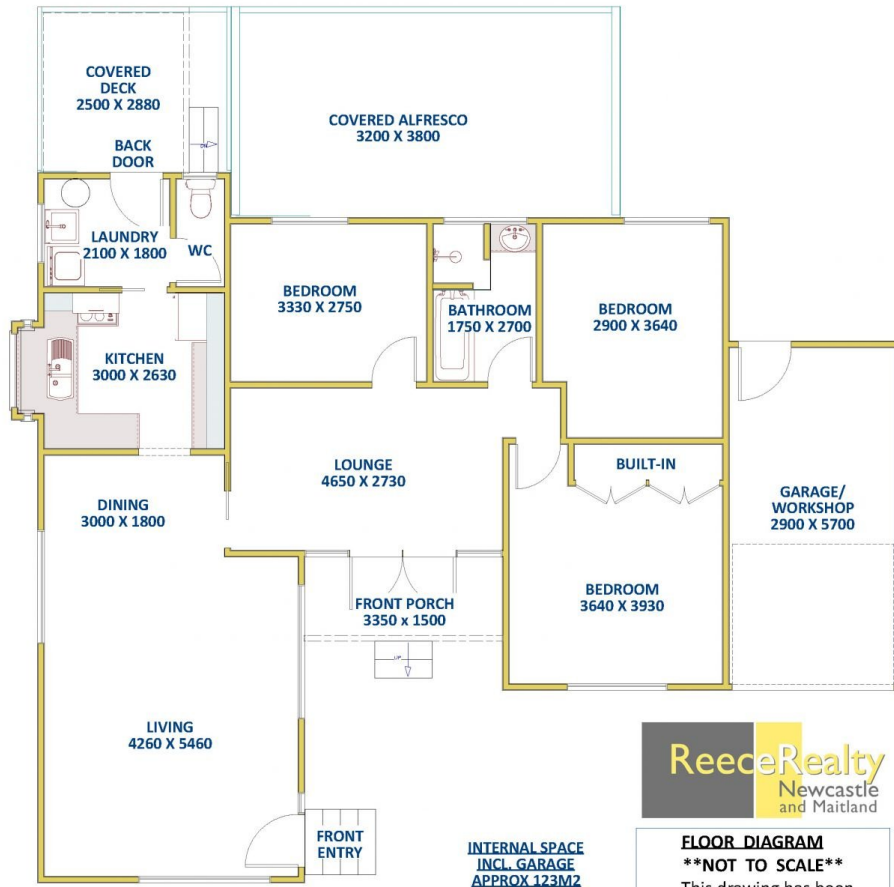 COVERED
DECK
2500 X 2880
BACK
DOOR
COVERED ALFRESCO
3200 X 3800
LAUNDRY
2100 X 1800
WC
BEDROOM
3330 X 2750
BATHROOM
1750 X 2700
BEDROOM
2900 X 3640
KITCHEN
3000 X 2630
LOUNGE
4650 X 2730
BUILT-IN
DINING
3000 X 1800
GARAGE/
WORKSHOP
2900 X 5700
FRONT PORCH
3350 x 1500
BEDROOM
3640 X 3930
UP
LIVING
4260 X 5460
FRONT
ENTRY
ReeceRealty
Newcastle
and Maitland
INTERNAL SPACE
INCL. GARAGE
APPROX 123M2
FLOOR DIAGRAM
**NOT TO SCALE**
This drawing has been